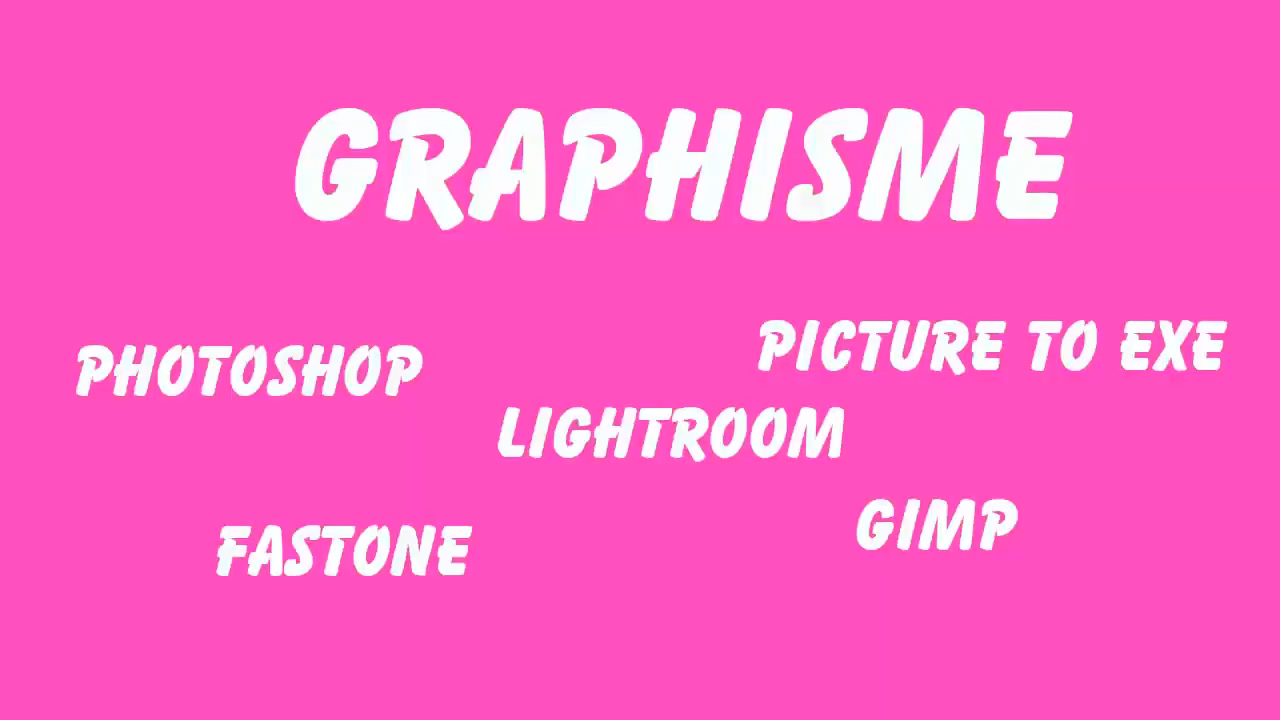 GRAPHISME
PICTURE TO EXE
PHOTOSHOP
LIGHTROOM
GIMP
FASTONE